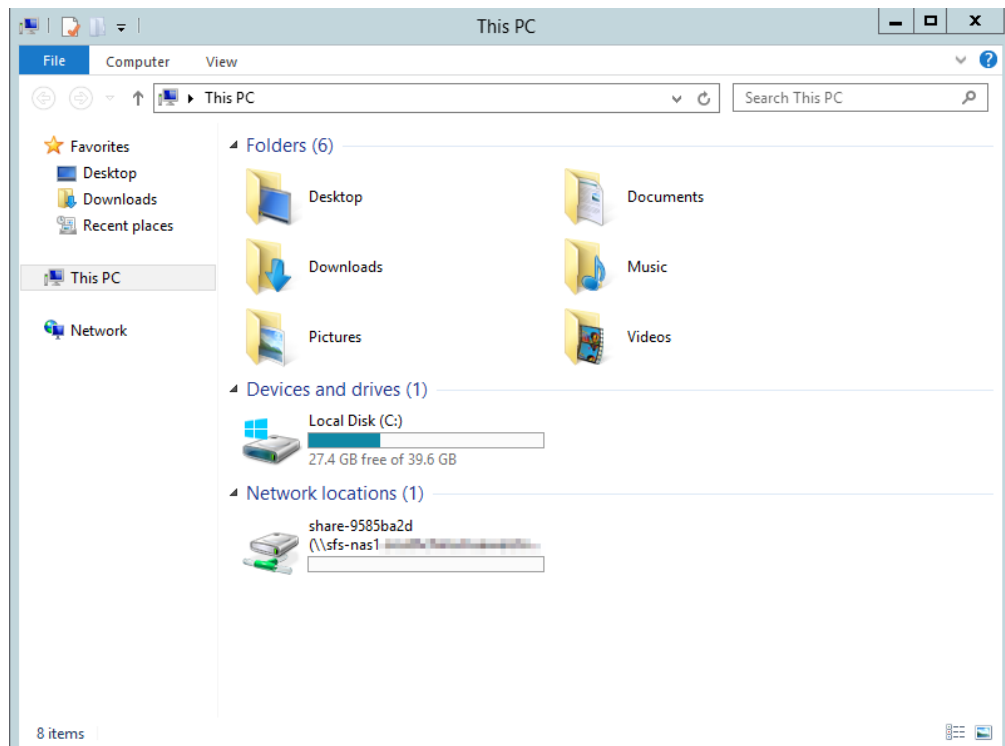 This PC
File Computer View
This PC
Search This PC
Favorites
Desktop
Downloads
Recent places
This PC
Network
Folders (6)
Desktop
Documents
Downloads
Music
Pictures
Videos
Devices and drives (1)
Local Disk (C:)
27.4 GB free of 39.6 GB
Network locations (1)
share-9585ba2d
(\\sfs-nas1
8 items